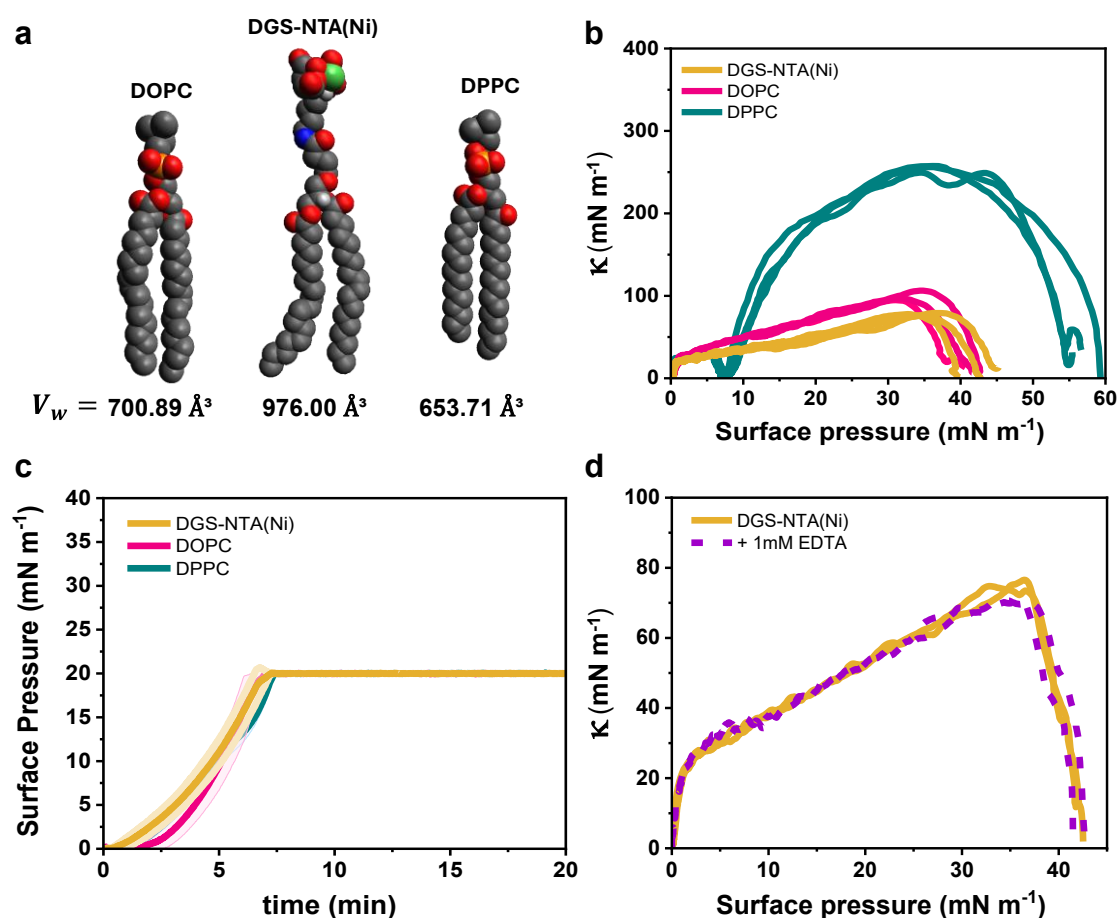 a
DOPC
DGS-NTA(Ni)
DPPC
V_w = 700.89 Å³ 976.00 Å³ 653.71 Å³
b
DGS-NTA(Ni)
DOPC
DPPC
κ (mN m⁻¹)
400
300
200
100
0
0 10 20 30 40 50 60
Surface pressure (mN m⁻¹)
c
DGS-NTA(Ni)
DOPC
DPPC
Surface Pressure (mN m⁻¹)
40
35
30
25
20
15
10
5
0
0 5 10 15 20
time (min)
d
DGS-NTA(Ni)
+ 1mM EDTA
κ (mN m⁻¹)
100
80
60
40
20
0
0 10 20 30 40
Surface pressure (mN m⁻¹)